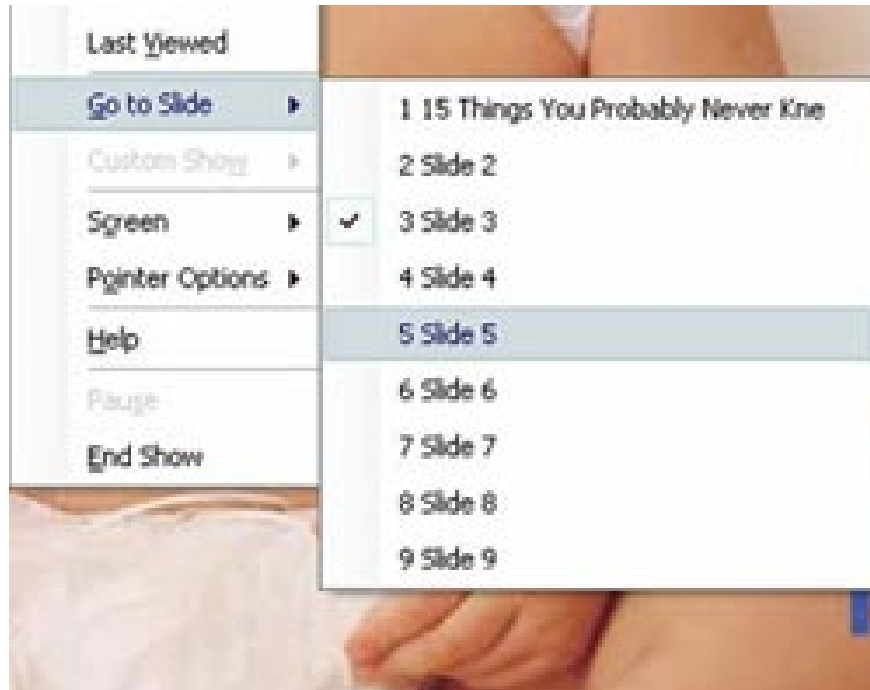 Last Viewed
Go to Slide
Custom Show
Screen
Pointer Options
Help
Pause
End Show
1 15 Things You Probably Never Kne
2 Slide 2
3 Slide 3
4 Slide 4
5 Slide 5
6 Slide 6
7 Slide 7
8 Slide 8
9 Slide 9